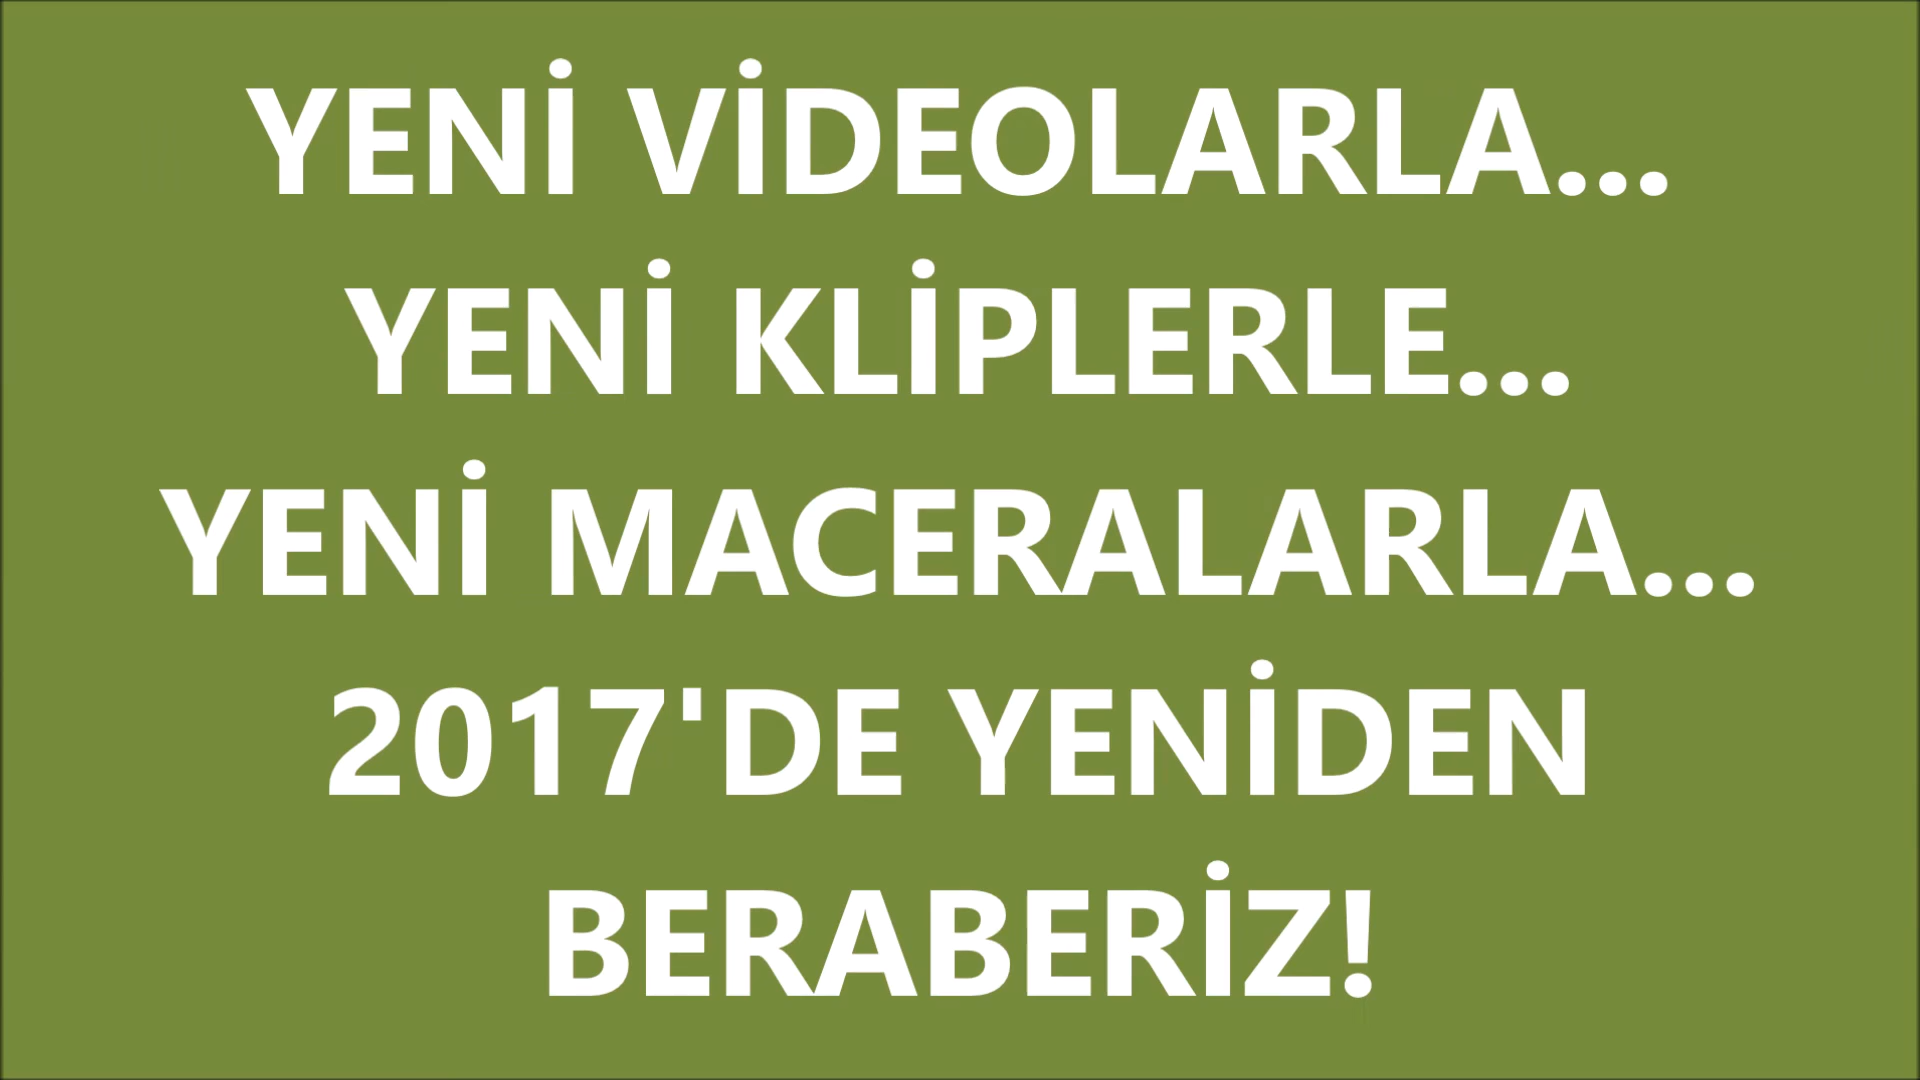 YENİ VİDEOLARLA...
YENİ KLİPLERLE...
YENİ MACERALARLA...
2017'DE YENİDEN
BERABERİZ!